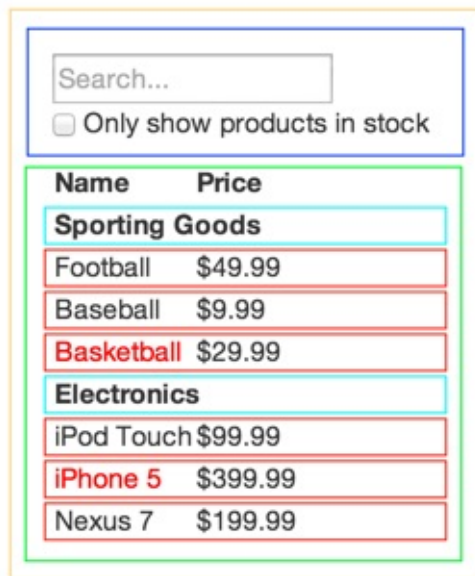 Search...
Only show products in stock
Name Price
Sporting Goods
Football $49.99
Baseball $9.99
Basketball $29.99
Electronics
iPod Touch $99.99
iPhone 5 $399.99
Nexus 7 $199.99